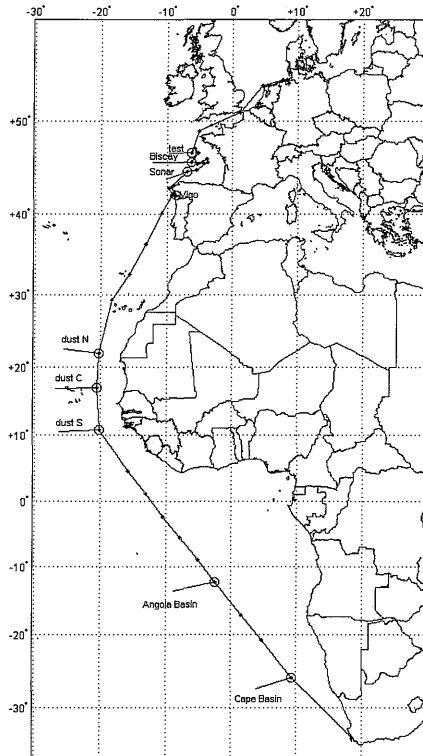 -30° -20° -10° 0° +10° +20°
+50°
test
Biscay
Sonar
Vigo
+40°
+30°
dust N
+20°
dust C
dust S
+10°
0°
-10°
Angola Basin
-20°
Cape Basin
-30°